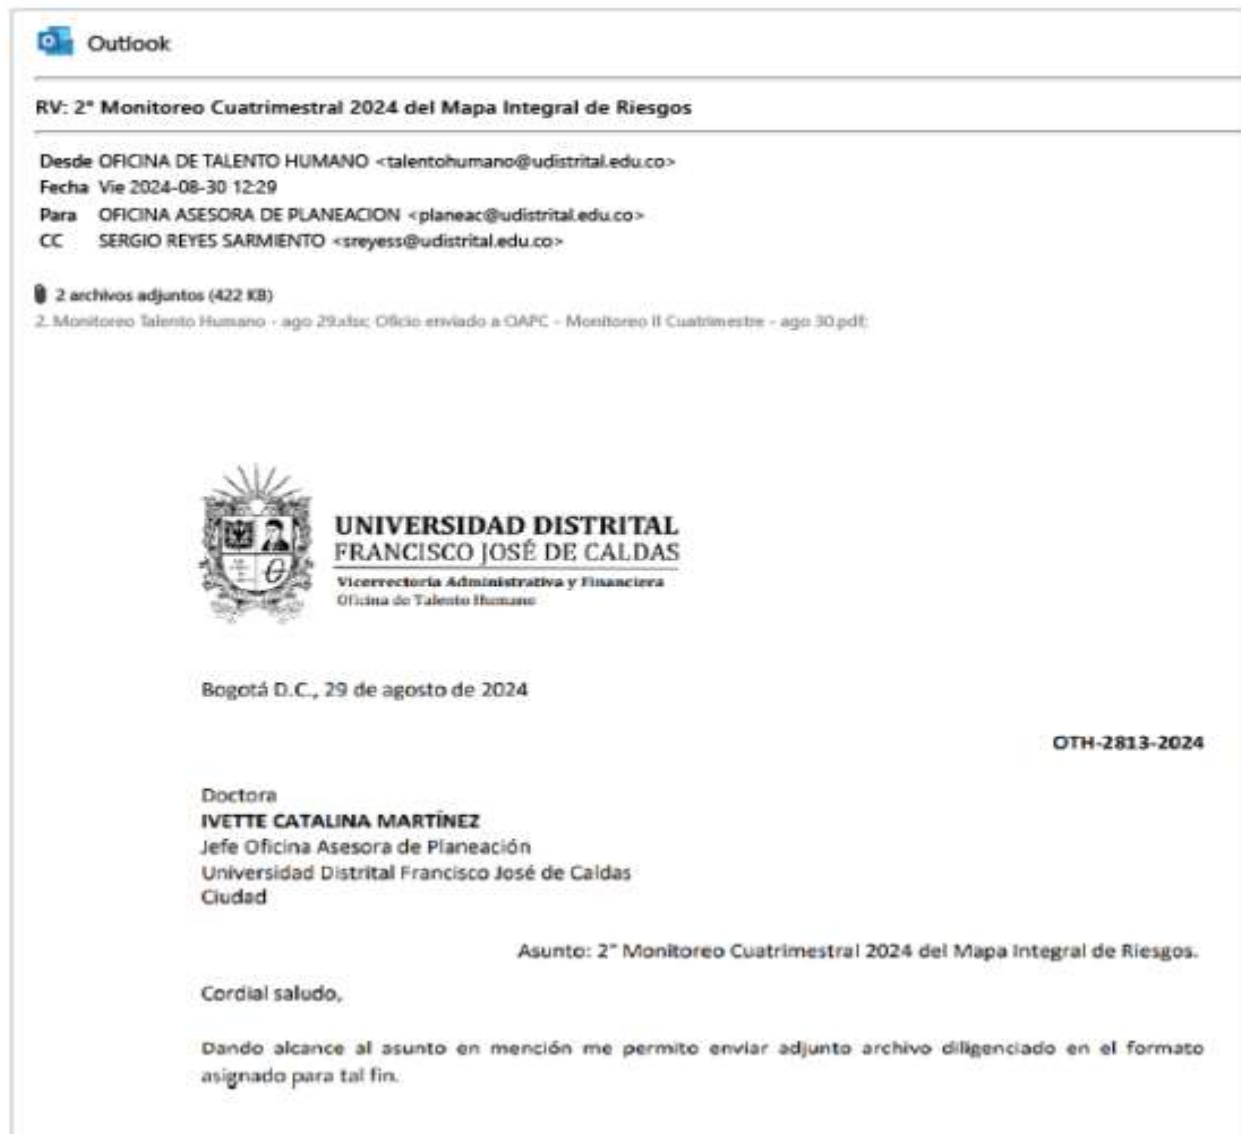 Outlook
RV: 2° Monitoreo Cuatrimestral 2024 del Mapa Integral de Riesgos
Desde OFICINA DE TALENTO HUMANO <talentohumano@udistrital.edu.co>
Fecha Vie 2024-08-30 12:29
Para OFICINA ASESORA DE PLANEACION <planeac@udistrital.edu.co>
CC SERGIO REYES SARMIENTO <sreyess@udistrital.edu.co>
2 archivos adjuntos (422 KB)
2. Monitoreo Talento Humano - ago 29.xlsx; Oficio enviado a OAPC - Monitoreo II Cuatrimestre - ago 30.pdf;
UNIVERSIDAD DISTRITAL
FRANCISCO JOSÉ DE CALDAS
Vicerrectoría Administrativa y Financiera
Oficina de Talento Humano
Bogotá D.C., 29 de agosto de 2024
OTH-2813-2024
Doctora
IVETTE CATALINA MARTÍNEZ
Jefe Oficina Asesora de Planeación
Universidad Distrital Francisco José de Caldas
Ciudad
Asunto: 2° Monitoreo Cuatrimestral 2024 del Mapa Integral de Riesgos.
Cordial saludo,
Dando alcance al asunto en mención me permito enviar adjunto archivo diligenciado en el formato
asignado para tal fin.